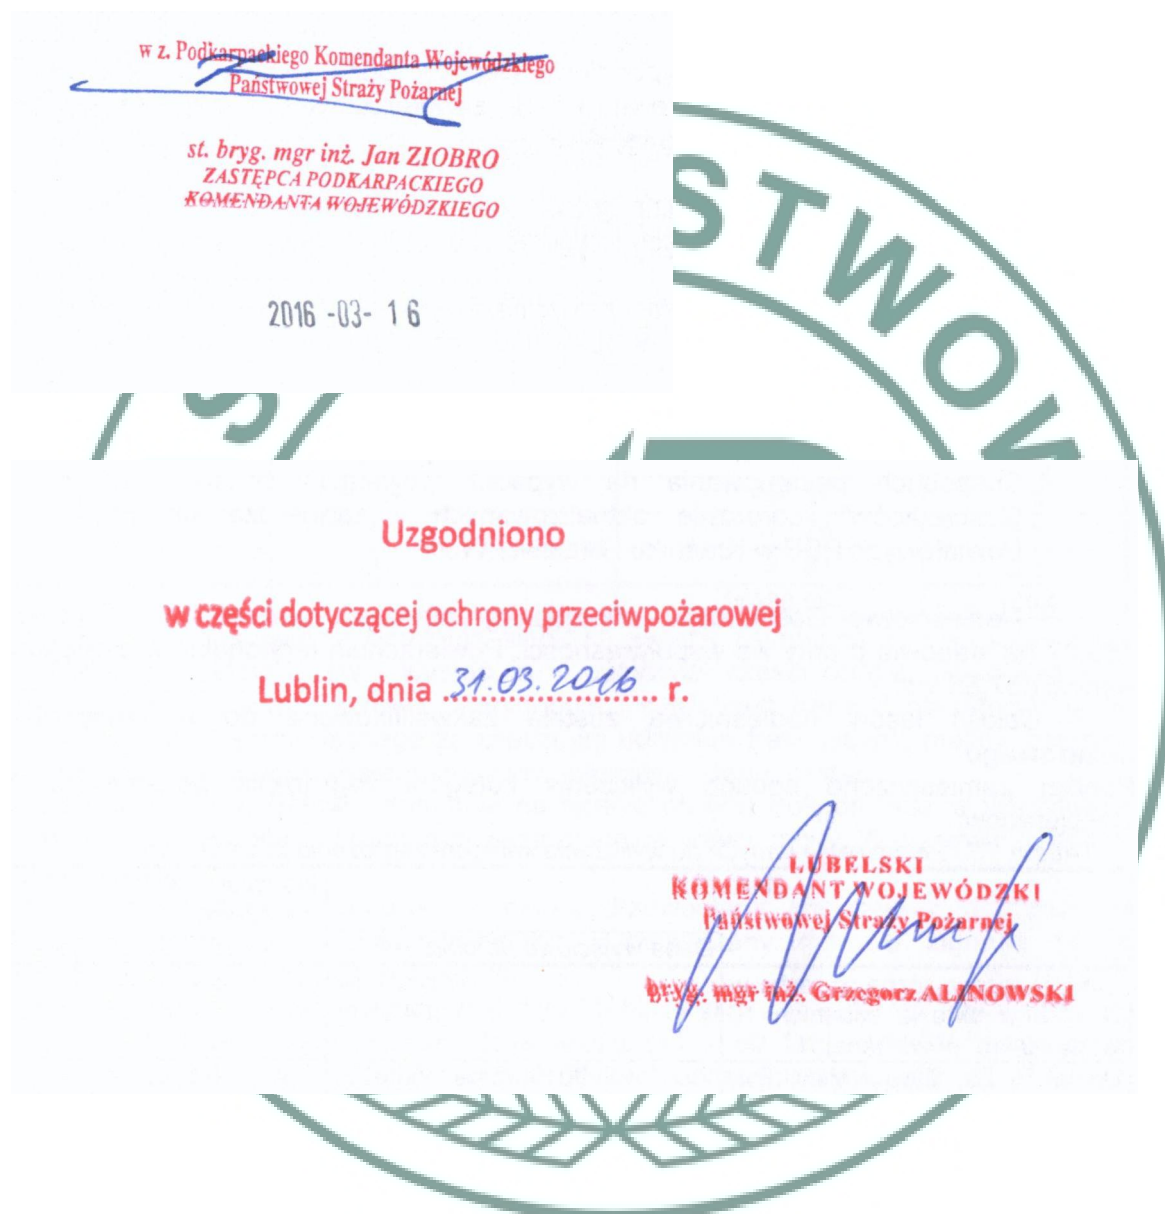 w z. Podkarpackiego Komendanta Wojewódzkiego
Państwowej Straży Pożarnej
st. bryg. mgr inż. Jan ZIOBRO
ZASTĘPCA PODKARPACKIEGO
KOMENDANTA WOJEWÓDZKIEGO
2016 -03- 16
STWOW
S
Uzgodniono
w części dotyczącej ochrony przeciwpożarowej
Lublin, dnia 31.03.2016 r.
LUBELSKI
KOMENDANT WOJEWÓDZKI
Państwowej Straży Pożarnej
bryg. mgr inż. Grzegorz ALINOWSKI